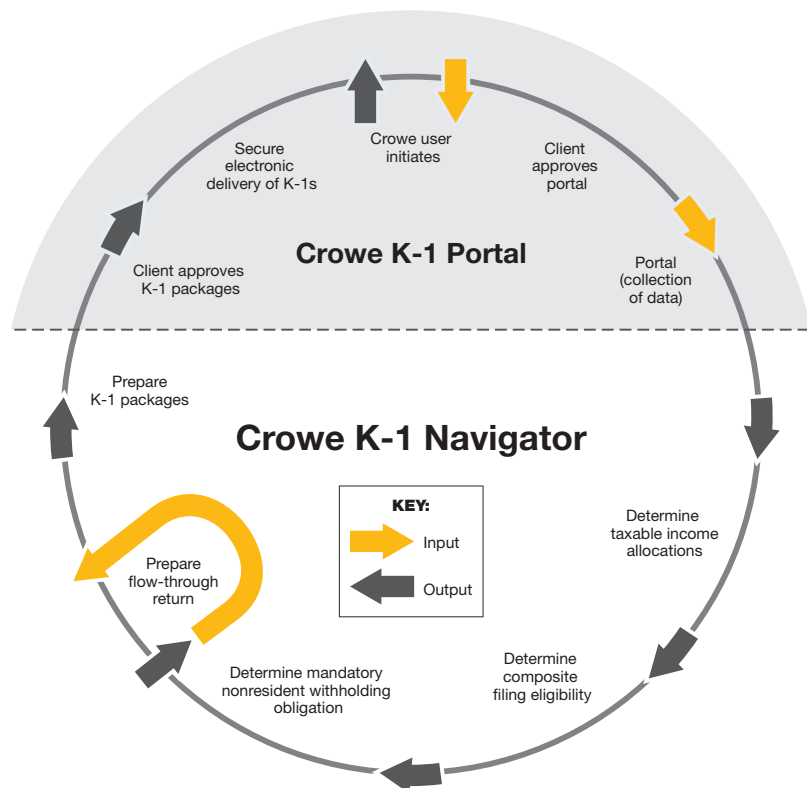 Crowe user
initiates
Client
approves
portal
Portal
(collection
of data)
Secure
electronic
delivery of K-1s
Client approves
K-1 packages
Crowe K-1 Portal
Prepare
K-1 packages
Crowe K-1 Navigator
KEY:
Input
Output
Determine
taxable income
allocations
Determine
composite
filing eligibility
Determine mandatory
nonresident withholding
obligation
Prepare
flow-through
return